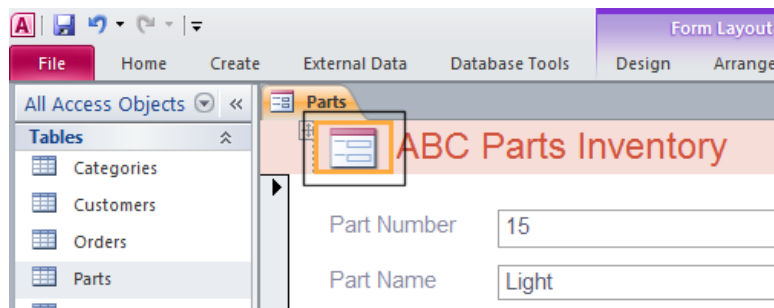 Form Layout
File Home Create External Data Database Tools Design Arrange
All Access Objects
Parts
Tables
ABC Parts Inventory
Categories
Customers
Orders
Parts
Part Number 15
Part Name Light